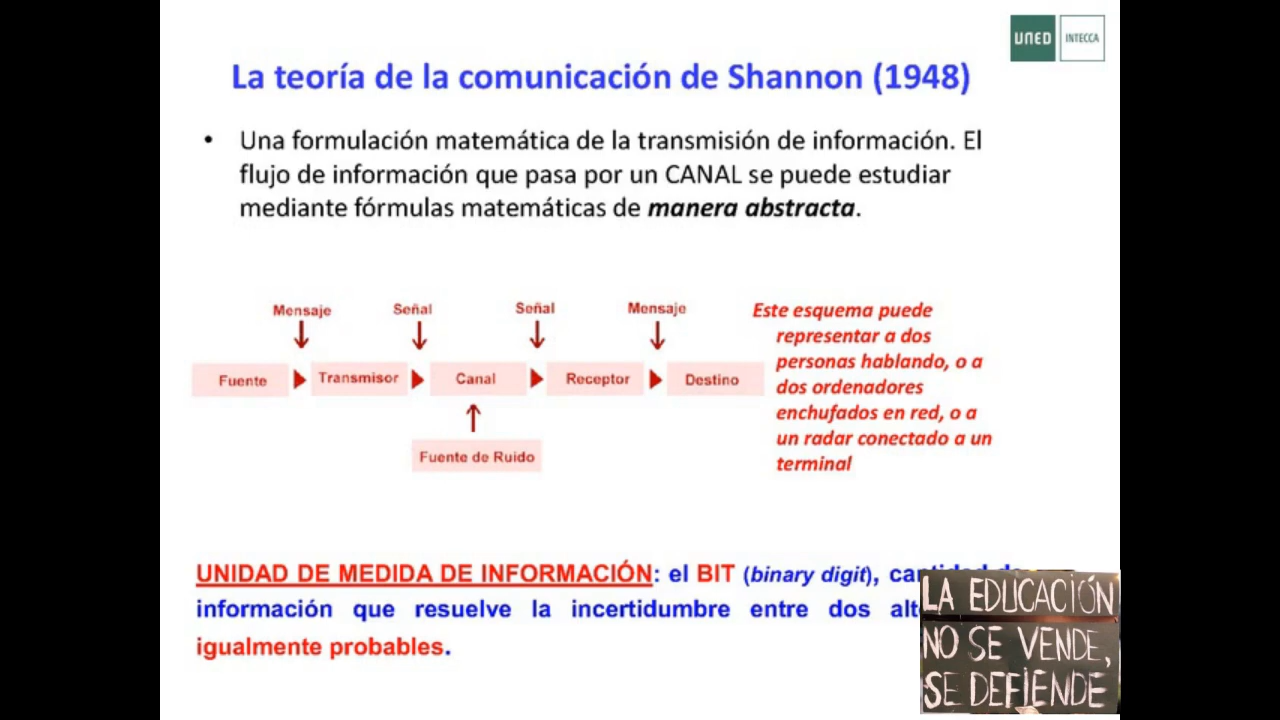 UNED
INTECCA
La teoría de la comunicación de Shannon (1948)
• Una formulación matemática de la transmisión de información. El
flujo de información que pasa por un CANAL se puede estudiar
mediante fórmulas matemáticas de manera abstracta.
Mensaje Señal Señal Mensaje
Fuente Transmisor Canal Receptor Destino
Fuente de Ruido
Este esquema puede
representar a dos
personas hablando, o a
dos ordenadores
enchufados en red, o a
un radar conectado a un
terminal
UNIDAD DE MEDIDA DE INFORMACIÓN: el BIT (binary digit),
información que resuelve la incertidumbre entre dos
igualmente probables.
LA EDUCACIÓN
NO SE VENDE,
SE DEFIENDE